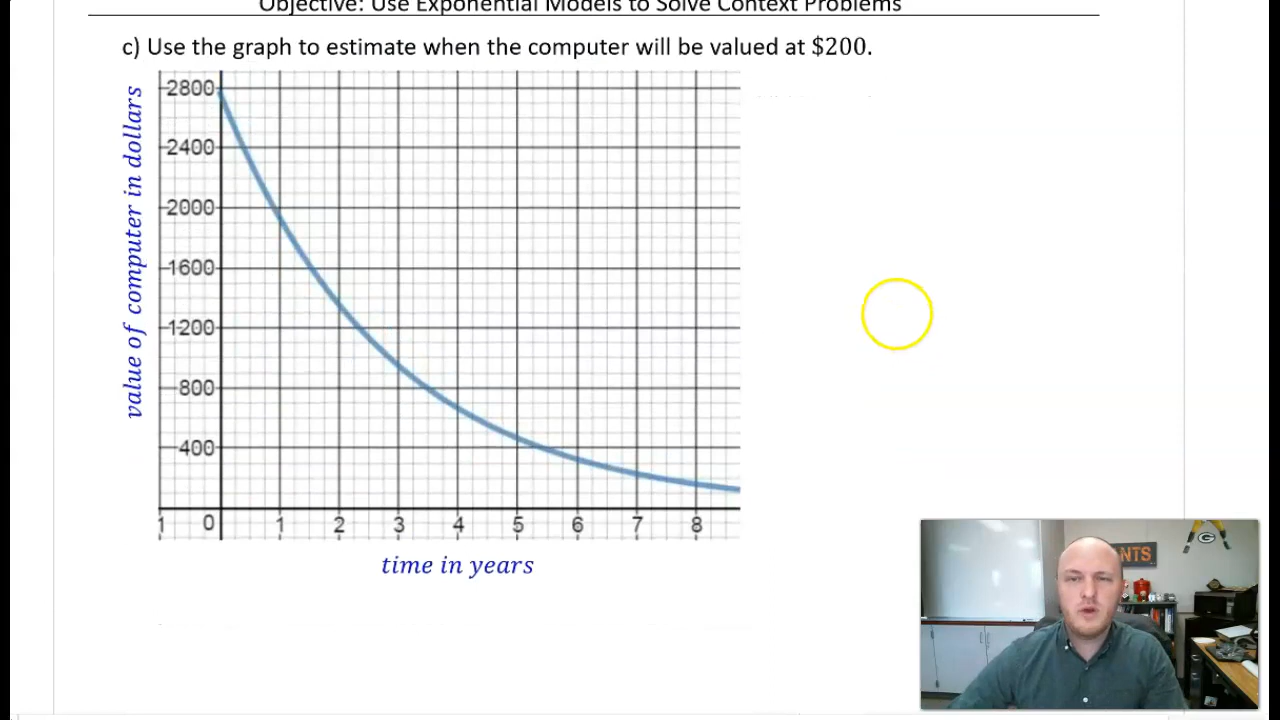 Objective: Use Exponential Models to Solve Context Problems
c) Use the graph to estimate when the computer will be valued at $200.
value of computer in dollars
2800
2400
2000
1600
1200
800
400
1 0 1 2 3 4 5 6 7 8
time in years
ANTS
G